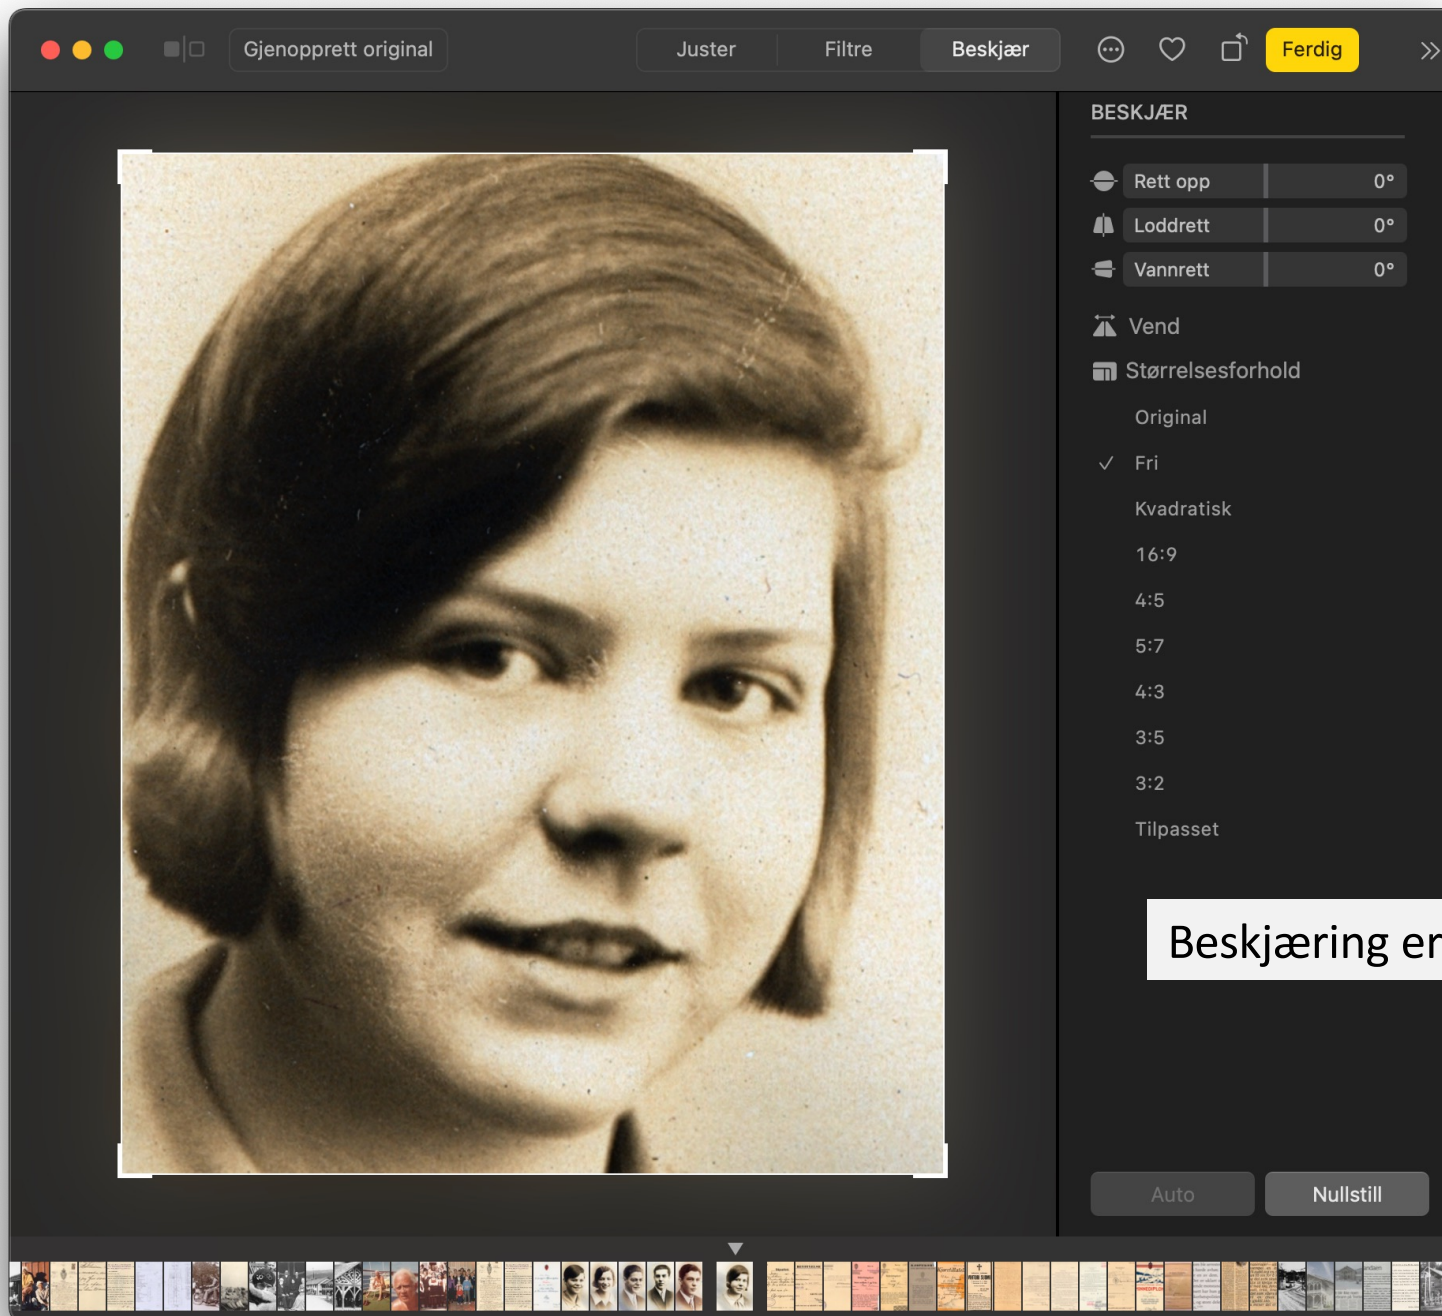 Gjenopprett original
Juster
Filtre
Beskjær
Ferdig
BESKJÆR
Rett opp 0°
Loddrett 0°
Vannrett 0°
Vend
Størrelsesforhold
Original
Fri
Kvadratisk
16:9
4:5
5:7
4:3
3:5
3:2
Tilpasset
Beskjæring er
Auto
Nullstill